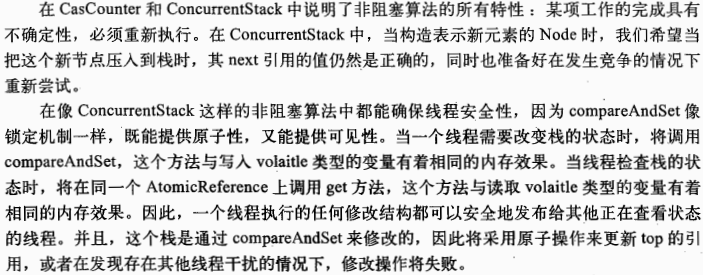 在 CasCounter 和 ConcurrentStack 中说明了非阻塞算法的所有特性：某项工作的完成具有
不确定性，必须重新执行。在 ConcurrentStack 中，当构造表示新元素的 Node 时，我们希望当
把这个新节点压入到栈时，其 next 引用的值仍然是正确的，同时也准备好在发生竞争的情况下
重新尝试。
在像 ConcurrentStack 这样的非阻塞算法中都能确保线程安全性，因为 compareAndSet 像
锁定机制一样，既能提供原子性，又能提供可见性。当一个线程需要改变栈的状态时，将调用
compareAndSet，这个方法与写入 volaitle 类型的变量有着相同的内存效果。当线程检查栈的状
态时，将在同一个 AtomicReference 上调用 get 方法，这个方法与读取 volaitle 类型的变量有着
相同的内存效果。因此，一个线程执行的任何修改结构都可以安全地发布给其他正在查看状态
的线程。并且，这个栈是通过 compareAndSet 来修改的，因此将采用原子操作来更新 top 的引
用，或者在发现存在其他线程干扰的情况下，修改操作将失败。